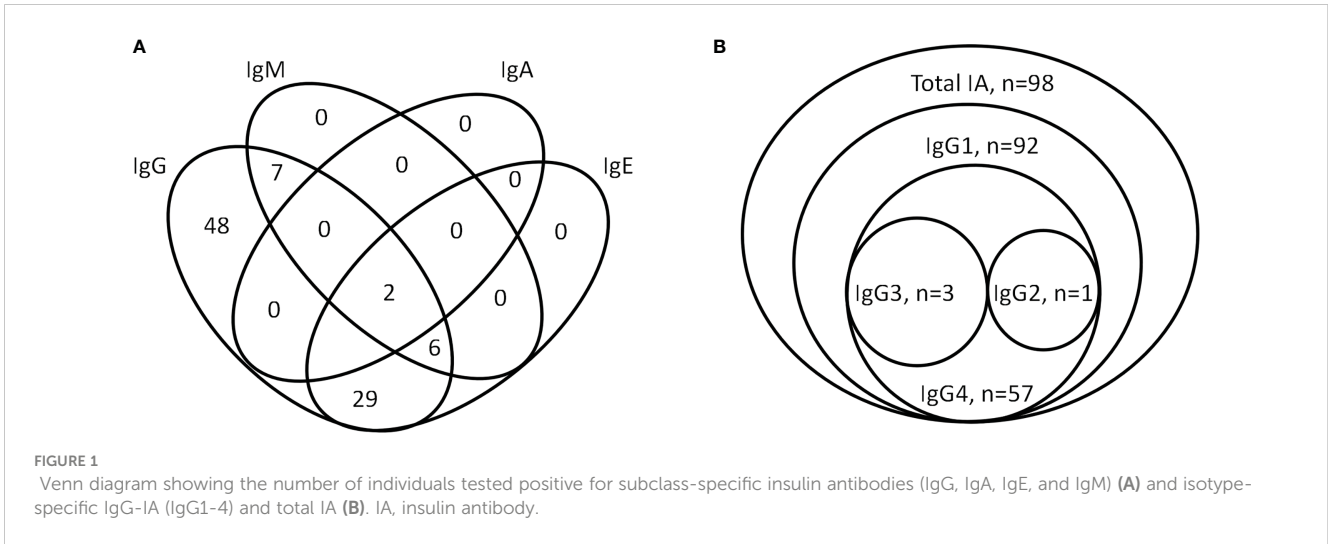 A
B
IgM
IgA
IgG
IgE
0
0
7
0
0
48
0
0
0
0
2
0
6
29
Total IA, n=98
IgG1, n=92
IgG3, n=3
IgG2, n=1
IgG4, n=57
FIGURE 1
Venn diagram showing the number of individuals tested positive for subclass-specific insulin antibodies (IgG, IgA, IgE, and IgM) (A) and isotype-
specific IgG-IA (IgG1-4) and total IA (B). IA, insulin antibody.